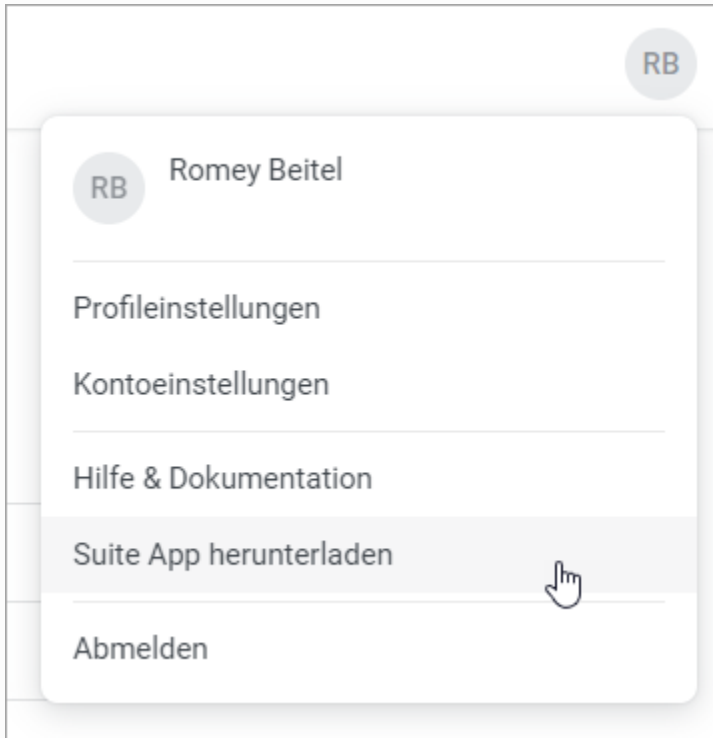 RB
RB
Romey Beitel
Profileinstellungen
Kontoeinstellungen
Hilfe & Dokumentation
Suite App herunterladen
Abmelden